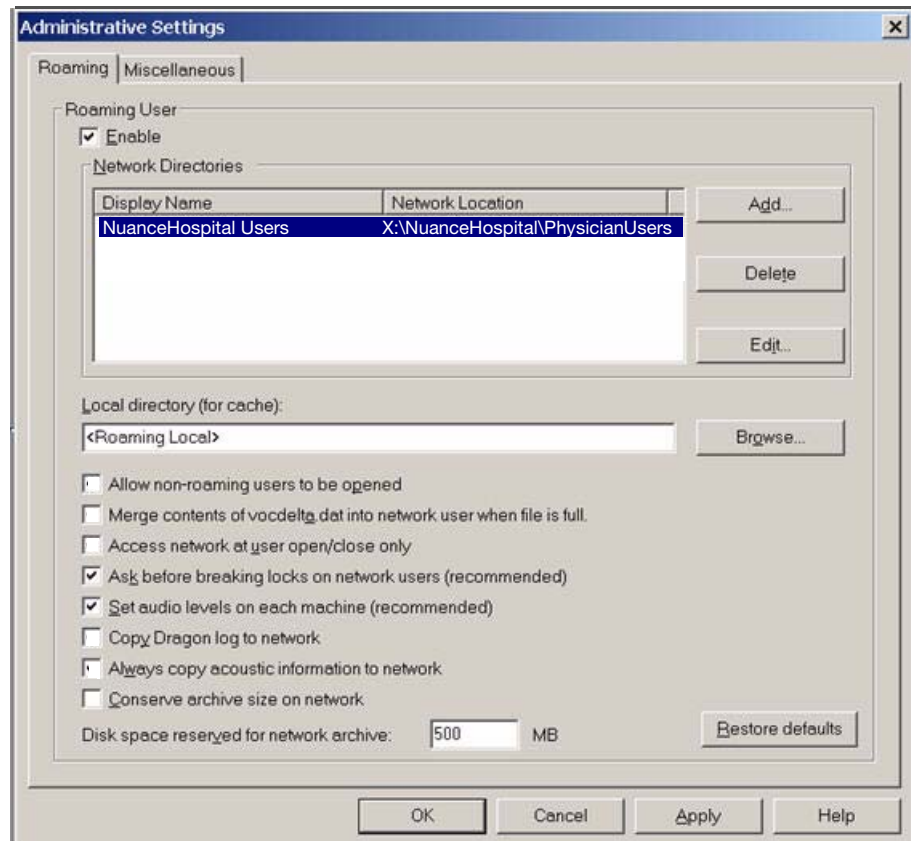 Administrative Settings
Roaming
Miscellaneous
Roaming User
Enable
Network Directories
Display Name Network Location
NuanceHospital Users X:\NuanceHospital\PhysicianUsers
Add...
Delete
Edit...
Local directory (for cache):
<Roaming Local>
Browse...
Allow non-roaming users to be opened
Merge contents of vocdelta.dat into network user when file is full.
Access network at user open/close only
Ask before breaking locks on network users (recommended)
Set audio levels on each machine (recommended)
Copy Dragon log to network
Always copy acoustic information to network
Conserve archive size on network
Disk space reserved for network archive: 500 MB
Restore defaults
OK
Cancel
Apply
Help